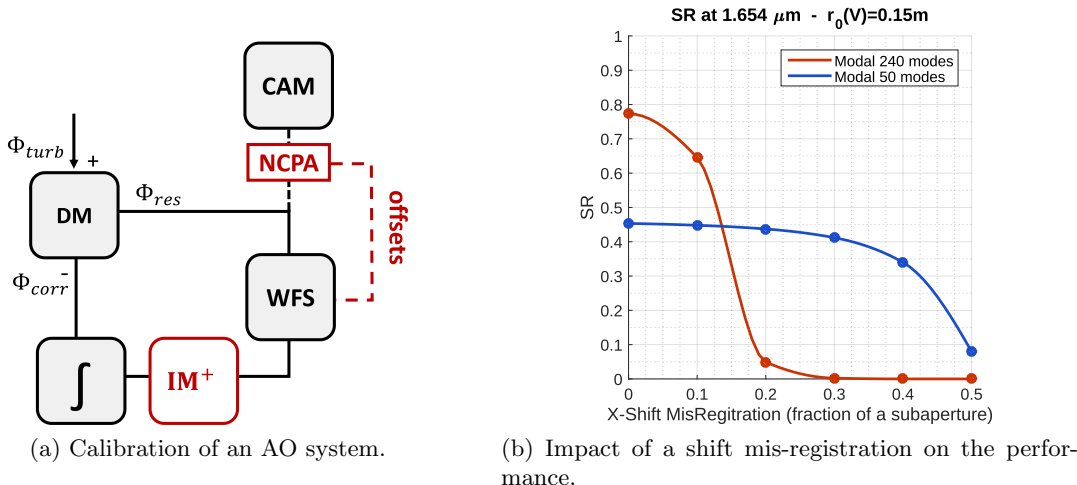 CAM
Φturb
+
NCPA
DM
Φres
offsets
Φcorr
-
WFS
∫
IM+
(a) Calibration of an AO system.
SR at 1.654 μm - r0(V)=0.15m
Modal 240 modes
Modal 50 modes
SR
1
0.9
0.8
0.7
0.6
0.5
0.4
0.3
0.2
0.1
0
0 0.1 0.2 0.3 0.4 0.5
X-Shift MisRegitration (fraction of a subaperture)
(b) Impact of a shift mis-registration on the perfor-
mance.